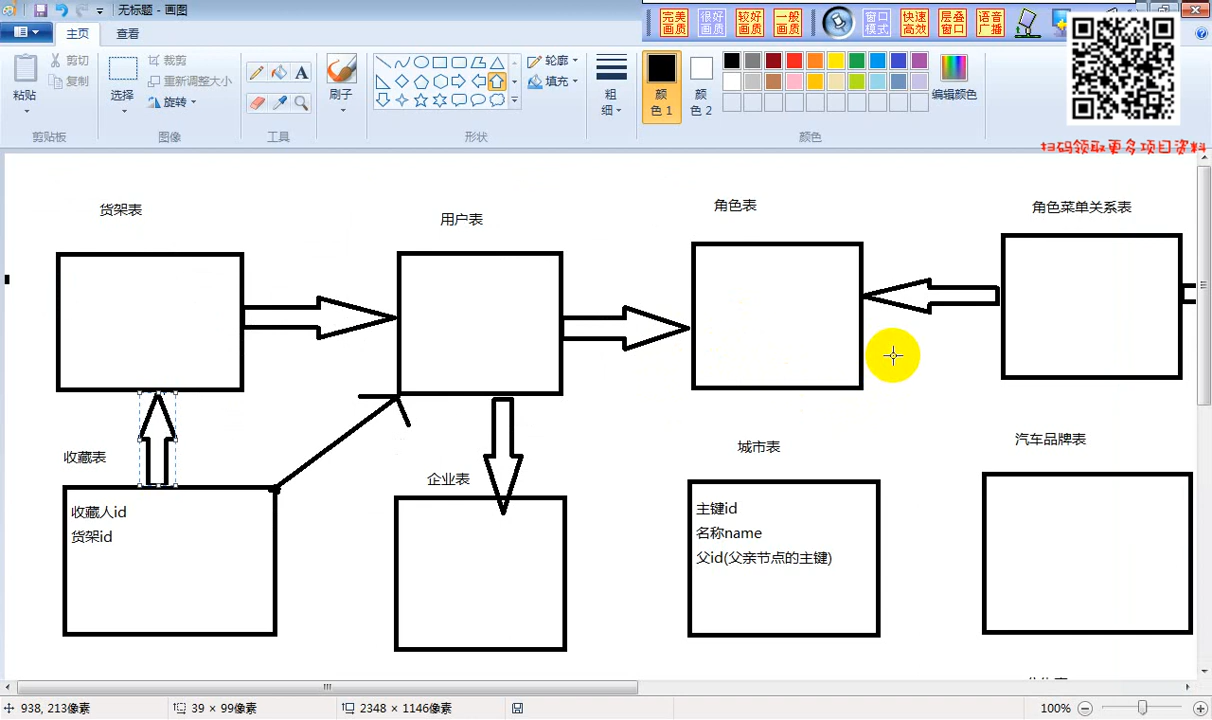 无标题 - 画图
主页
查看
粘贴
剪切
复制
剪贴板
选择
裁剪
重新调整大小
旋转
图像
A
工具
刷子
轮廓
填充
形状
粗
细
颜
色 1
颜
色 2
编辑颜色
颜色
完美
画质
很好
画质
较好
画质
一般
画质
窗口
模式
快速
高效
层叠
窗口
语音
广播
扫码领取更多项目资料
货架表
用户表
角色表
角色菜单关系表
收藏表
收藏人id
货架id
企业表
城市表
主键id
名称name
父id(父亲节点的主键)
汽车品牌表
938, 213像素
39 × 99像素
2348 × 1146像素
100%